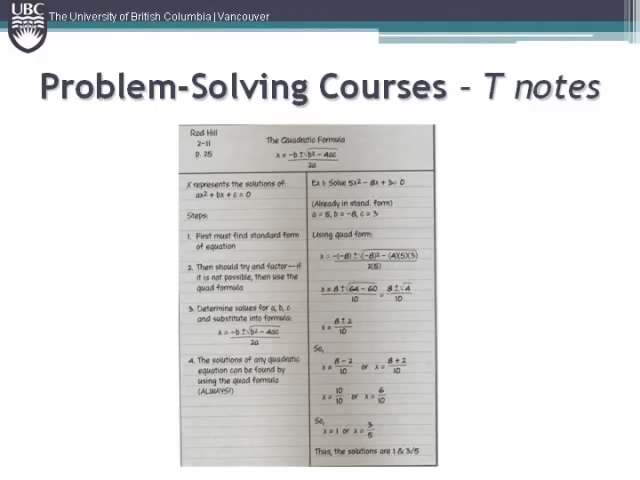 UBC
The University of British Columbia | Vancouver
Problem-Solving Courses – T notes
Rod Hill
2-11
p. 25
The Quadratic Formula
x = -b ±√b² - 4ac
2a
X represents the solutions of:
ax² + bx + c = 0
Steps:
1. First must find standard form
of equation
2. Then should try and factor—if
it is not possible, then use the
quad formula
3. Determine values for a, b, c
and substitute into formula:
x = -b ±√b² - 4ac
2a
4. The solutions of any quadratic
equation can be found by
using the quad formula
(ALWAYS!)
Ex 1: Solve 5x² - 8x + 3 = 0
(Already in stand. form)
a = 5, b = -8, c = 3
Using quad form:
x = -(-8) ± √(-8)² - (4)(5)(3)
2(5)
x = 8 ± √64 - 60 = 8 ± √4
10 10
x = 8 ± 2
10
So,
x = 8 - 2 or x = 8 + 2
10 10
x = 10 or x = 6
10 10
So,
x = 1 or x = 3
5
Thus, the solutions are 1 & 3/5